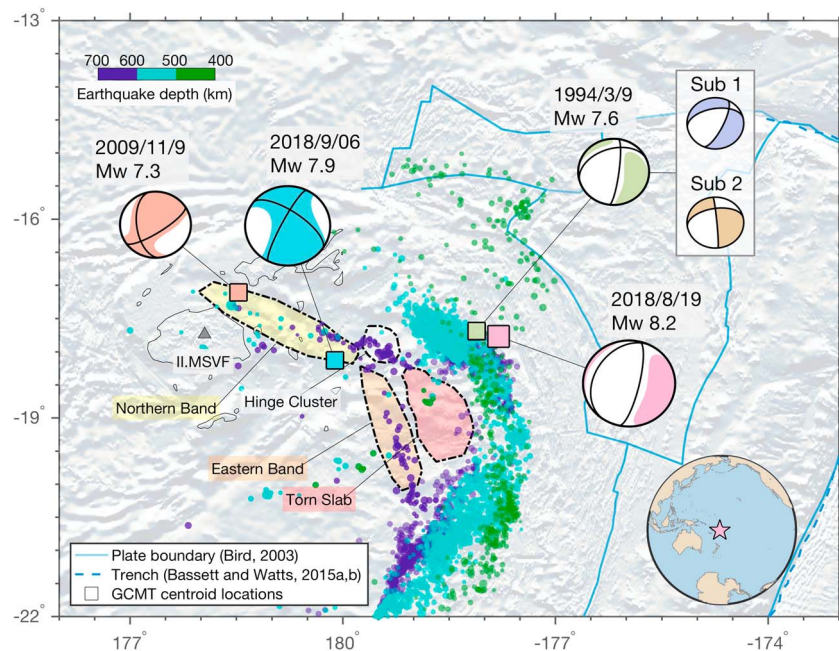 -13°
700 600 500 400
Earthquake depth (km)
1994/3/9
Mw 7.6
Sub 1
Sub 2
2009/11/9
Mw 7.3
2018/9/06
Mw 7.9
-16°
2018/8/19
Mw 8.2
II.MSVF
Northern Band
Hinge Cluster
-19°
Eastern Band
Torn Slab
Plate boundary (Bird, 2003)
Trench (Bassett and Watts, 2015a,b)
GCMT centroid locations
-22°
177° 180° -177° -174°